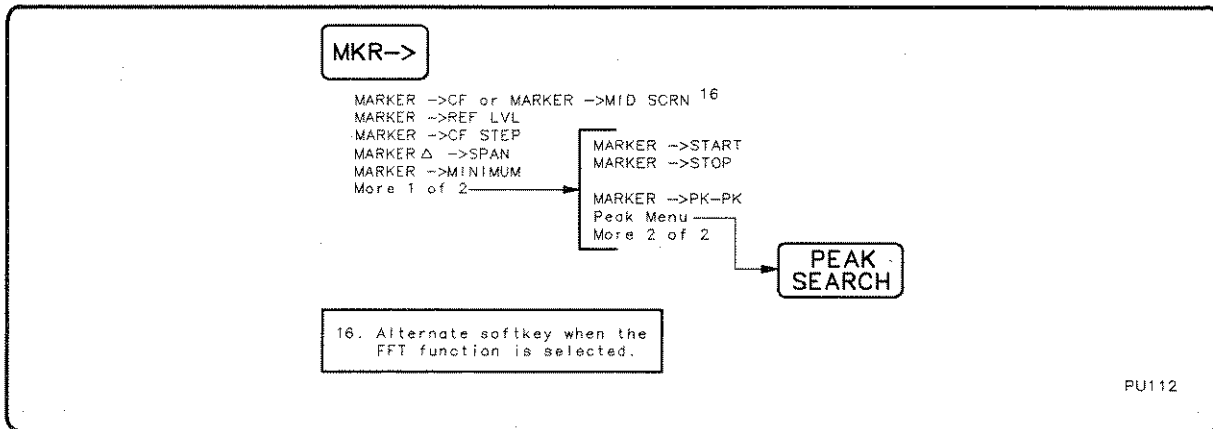 MKR->
MARKER ->CF or MARKER ->MID SCRN 16
MARKER ->REF LVL
MARKER ->CF STEP
MARKER Δ ->SPAN
MARKER ->MINIMUM
More 1 of 2
MARKER ->START
MARKER ->STOP
MARKER ->PK-PK
Peak Menu
More 2 of 2
PEAK
SEARCH
16. Alternate softkey when the
FFT function is selected.
PU112